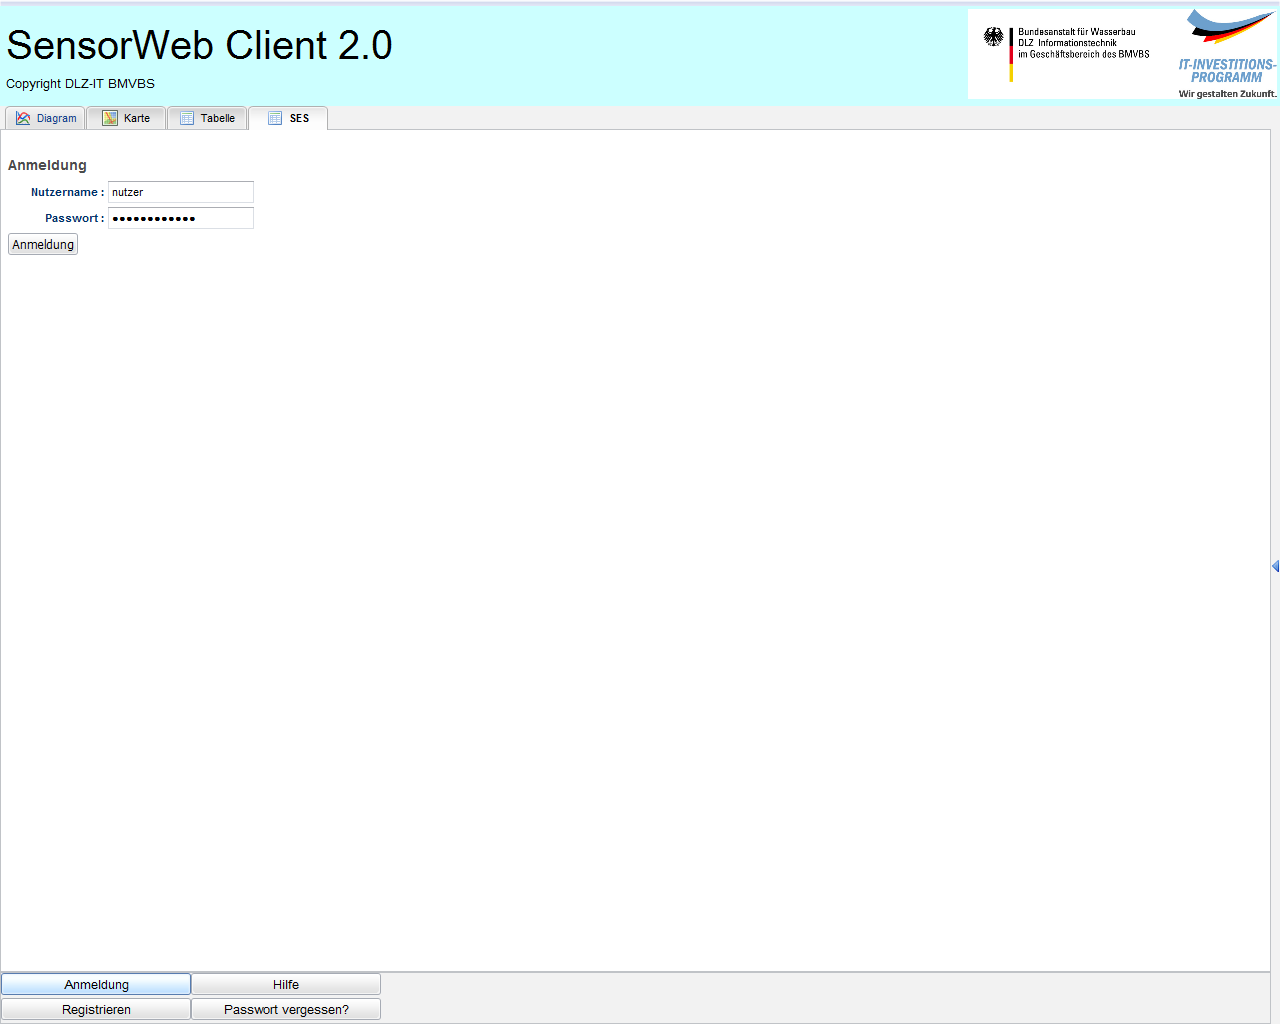 SensorWeb Client 2.0
Copyright DLZ-IT BMVBS
Bundesanstalt für Wasserbau
DLZ Informationstechnik
im Geschäftsbereich des BMVBS
IT-INVESTITIONS-
PROGRAMM
Wir gestalten Zukunft.
Diagram Karte Tabelle SES
Anmeldung
Nutzername : nutzer
Passwort : ●●●●●●●●●●●●
Anmeldung
Anmeldung Hilfe
Registrieren Passwort vergessen?